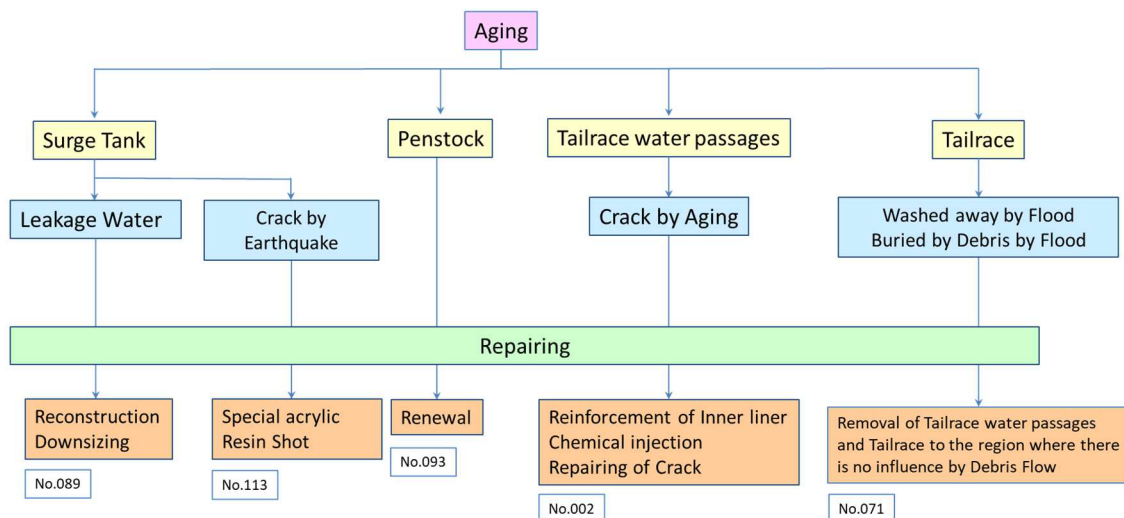 Aging
Surge Tank
Penstock
Tailrace water passages
Tailrace
Leakage Water
Crack by
Earthquake
Crack by Aging
Washed away by Flood
Buried by Debris by Flood
Repairing
Reconstruction
Downsizing
Special acrylic
Resin Shot
Renewal
Reinforcement of Inner liner
Chemical injection
Repairing of Crack
Removal of Tailrace water passages
and Tailrace to the region where there
is no influence by Debris Flow
No.089
No.113
No.093
No.002
No.071